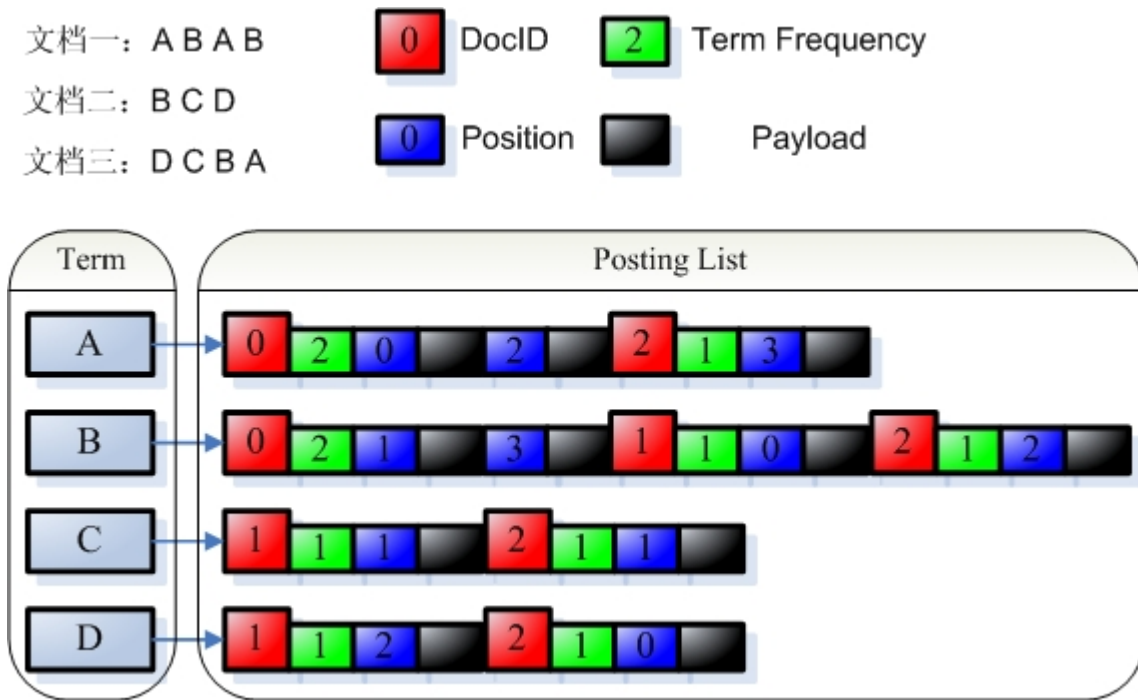 文档一：A B A B
0 DocID 2 Term Frequency
文档二：B C D
0 Position Payload
文档三：D C B A
Term Posting List
A 0 2 0 2 2 1 3
B 0 2 1 3 1 1 0 2 1 2
C 1 1 1 2 1 1
D 1 1 2 2 1 0